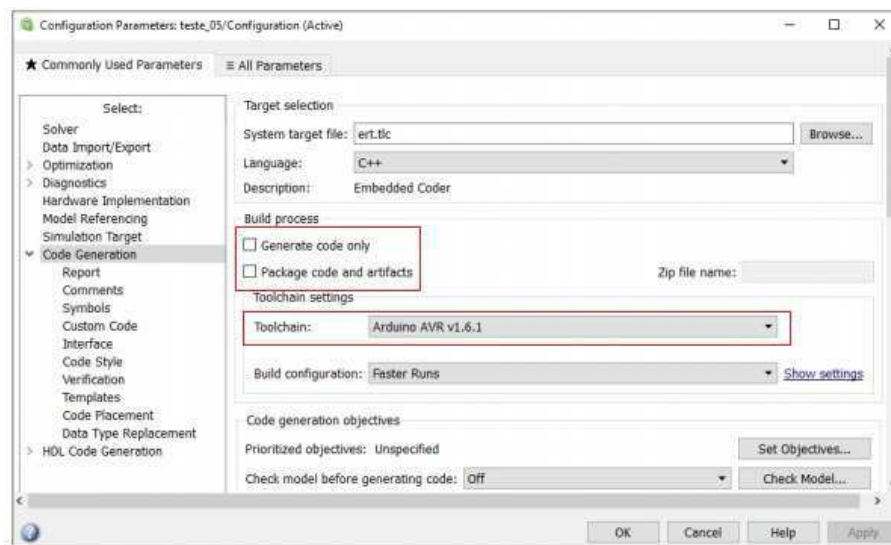 Configuration Parameters: teste_05/Configuration (Active)
★ Commonly Used Parameters
≡ All Parameters
Select:
Solver
Data Import/Export
Optimization
Diagnostics
Hardware Implementation
Model Referencing
Simulation Target
Code Generation
Report
Comments
Symbols
Custom Code
Interface
Code Style
Verification
Templates
Code Placement
Data Type Replacement
HDL Code Generation
Target selection
System target file: ert.tlc Browse...
Language: C++
Description: Embedded Coder
Build process
Generate code only
Package code and artifacts Zip file name:
Toolchain settings
Toolchain: Arduino AVR v1.6.1
Build configuration: Faster Runs Show settings
Code generation objectives
Prioritized objectives: Unspecified Set Objectives...
Check model before generating code: Off Check Model...
OK Cancel Help Apply